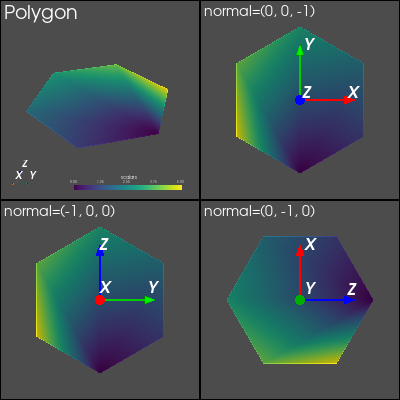 Polygon
Z
X Y
scalars
normal=(0, 0, -1)
Y
Z X
normal=(-1, 0, 0)
Z
X Y
normal=(0, -1, 0)
X
Y Z